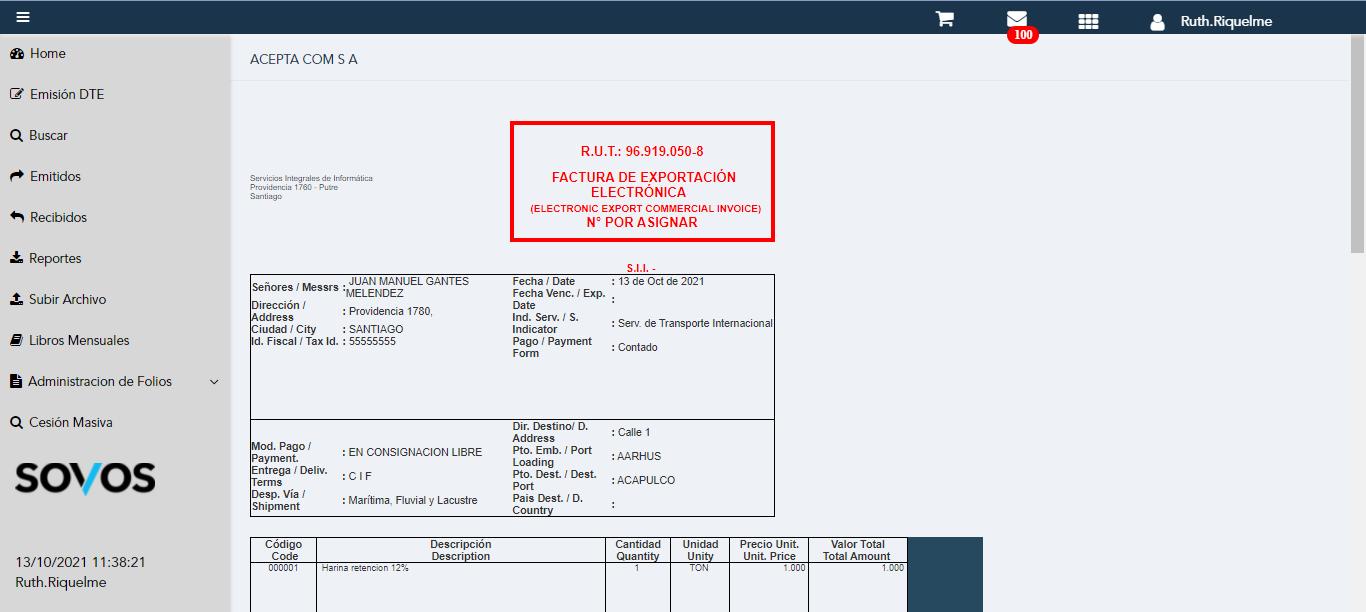 Ruth.Riquelme
100
Home
Emisión DTE
Buscar
Emitidos
Recibidos
Reportes
Subir Archivo
Libros Mensuales
Administracion de Folios
Cesión Masiva
sovos
13/10/2021 11:38:21
Ruth.Riquelme
ACEPTA COM S A
Servicios Integrales de Informática
Providencia 1760 - Putre
Santiago
R.U.T.: 96.919.050-8
FACTURA DE EXPORTACIÓN
ELECTRÓNICA
(ELECTRONIC EXPORT COMMERCIAL INVOICE)
N° POR ASIGNAR
S.I.I. -
Señores / Messrs : JUAN MANUEL GANTES
MELENDEZ
Dirección /
Address : Providencia 1780,
Ciudad / City : SANTIAGO
Id. Fiscal / Tax Id. : 55555555
Fecha / Date : 13 de Oct de 2021
Fecha Venc. / Exp.
Date :
Ind. Serv. / S.
Indicator : Serv. de Transporte Internacional
Pago / Payment
Form : Contado
Mod. Pago /
Payment. : EN CONSIGNACION LIBRE
Entrega / Deliv.
Terms : C I F
Desp. Vía /
Shipment : Marítima, Fluvial y Lacustre
Dir. Destino/ D.
Address : Calle 1
Pto. Emb. / Port
Loading : AARHUS
Pto. Dest. / Dest.
Port : ACAPULCO
Pais Dest. / D.
Country :
Código Descripción Cantidad Unidad Precio Unit. Valor Total
Code Description Quantity Unity Unit. Price Total Amount
000001 Harina retencion 12% 1 TON 1.000 1.000